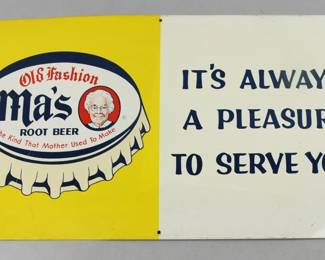 Old Fashion
Ma's
ROOT BEER
The Kind That Mother Used To Make
IT'S ALWAY
A PLEASUR
TO SERVE YO